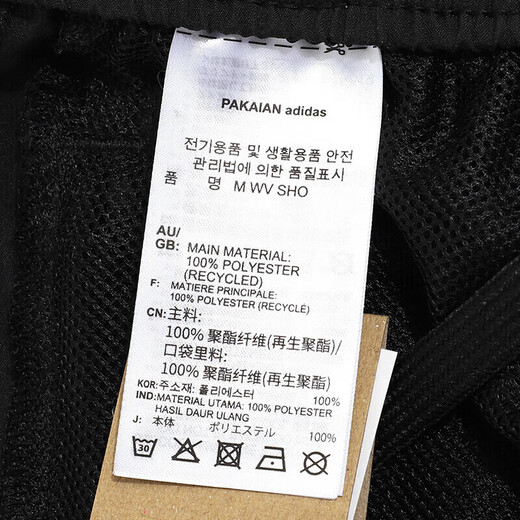 PAKAIAN adidas
전기용품 및 생활용품 안전
관리법에 의한 품질표시
품 명 M WV SHO
AU/
GB: MAIN MATERIAL:
100% POLYESTER
(RECYCLED)
F: MATIERE PRINCIPALE:
100% POLYESTER (RECYCLÉ)
CN: 主料:
100% 聚酯纤维(再生聚酯)/
口袋里料:
100% 聚酯纤维(再生聚酯)
KOR: 주소재: 폴리에스터 100%
IND: MATERIAL UTAMA: 100% POLYESTER
HASIL DAUR ULANG
J: 本体 ポリエステル 100%
30